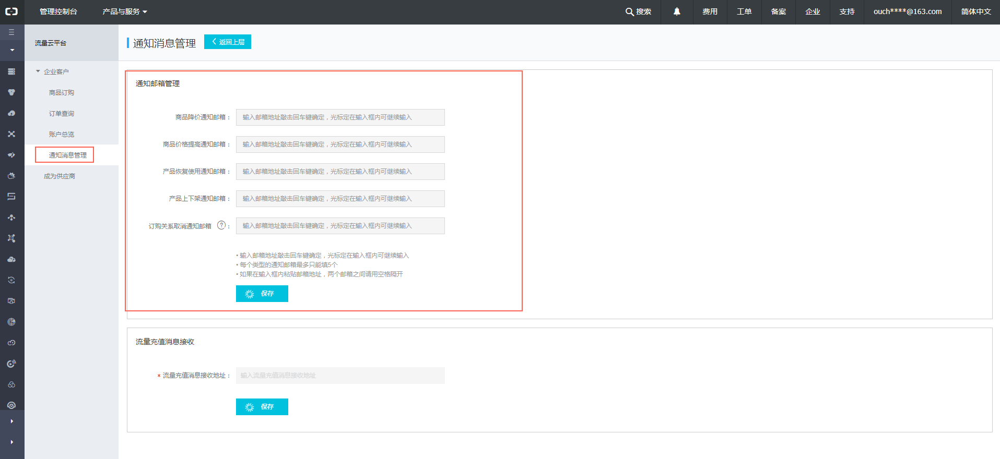 管理控制台 产品与服务 搜索 费用 工单 备案 企业 支持 ouch****@163.com 简体中文
流量云平台
企业客户
商品订购
订单查询
账户总览
通知消息管理
成为供应商
通知消息管理 返回上层
通知邮箱管理
商品降价通知邮箱： 输入邮箱地址敲击回车键确定，光标定在输入框内可继续输入
商品价格提高通知邮箱： 输入邮箱地址敲击回车键确定，光标定在输入框内可继续输入
产品恢复使用通知邮箱： 输入邮箱地址敲击回车键确定，光标定在输入框内可继续输入
产品上下架通知邮箱： 输入邮箱地址敲击回车键确定，光标定在输入框内可继续输入
订购关系取消通知邮箱 ?： 输入邮箱地址敲击回车键确定，光标定在输入框内可继续输入
• 输入邮箱地址敲击回车键确定，光标定在输入框内可继续输入
• 每个类型的通知邮箱最多只能填5个
• 如果在输入框内粘贴邮箱地址，两个邮箱之间请用空格隔开
保存
流量充值消息接收
* 流量充值消息接收地址： 输入流量充值消息接收地址
保存